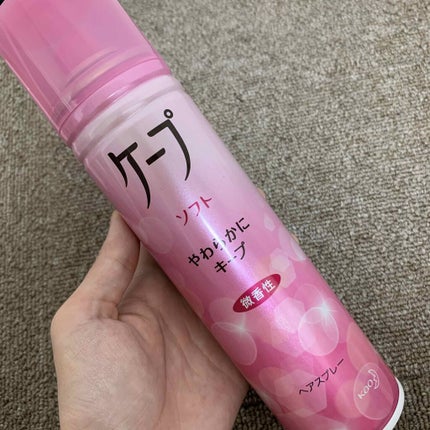 ケープ
ソフト
やわらかに
キープ
微香性
ヘアスプレー